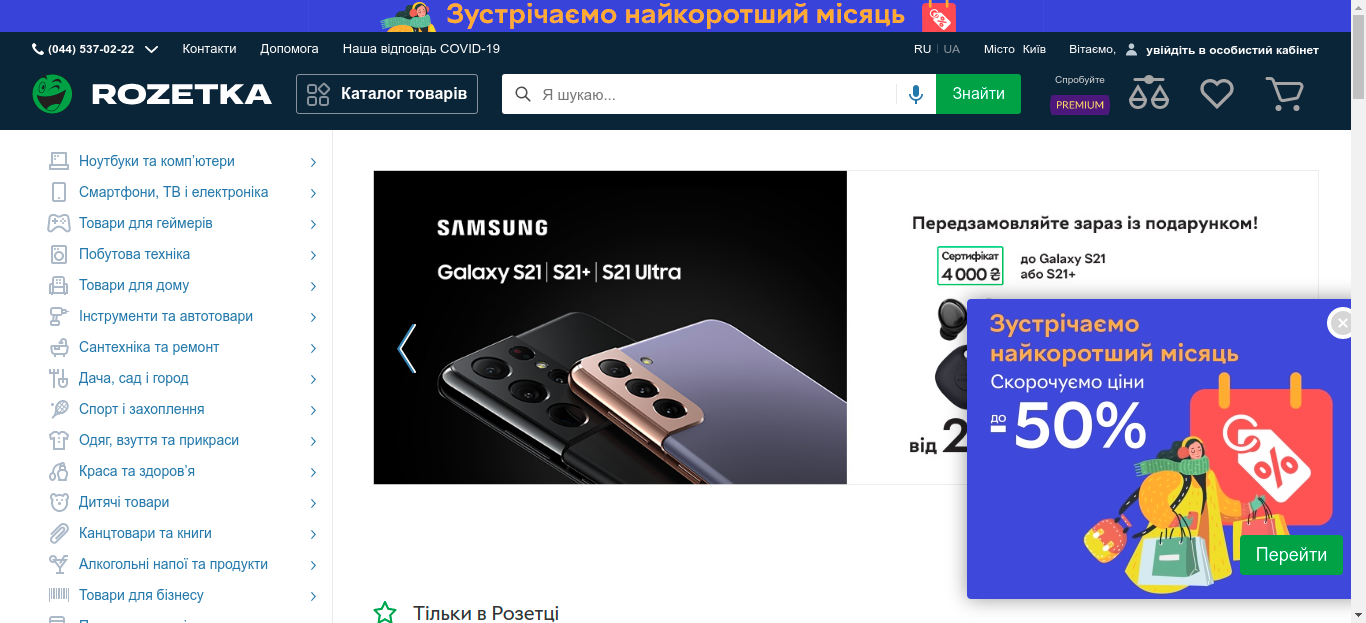 Зустрічаємо найкоротший місяць
(044) 537-02-22 Контакти Допомога Наша відповідь COVID-19 RU UA Місто Київ Вітаємо, увійдіть в особистий кабінет
ROZETKA Каталог товарів Я шукаю... Знайти
Спробуйте
PREMIUM
Ноутбуки та комп'ютери
Смартфони, ТВ і електроніка
Товари для геймерів
Побутова техніка
Товари для дому
Інструменти та автотовари
Сантехніка та ремонт
Дача, сад і город
Спорт і захоплення
Одяг, взуття та прикраси
Краса та здоров'я
Дитячі товари
Канцтовари та книги
Алкогольні напої та продукти
Товари для бізнесу
SAMSUNG
Galaxy S21 | S21+ | S21 Ultra
Передзамовляйте зараз із подарунком!
Сертифікат
4 000 ₴
до Galaxy S21
або S21+
від 2
Зустрічаємо
найкоротший місяць
Скорочуємо ціни
до
-50%
%
Перейти
Тільки в Розетці